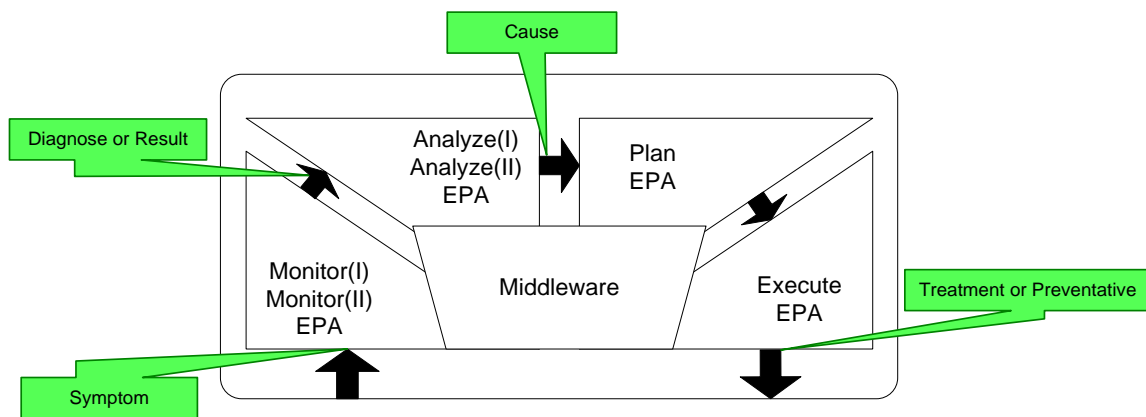 Cause
Diagnose or Result
Analyze(I)
Analyze(II)
EPA
Plan
EPA
Monitor(I)
Monitor(II)
EPA
Middleware
Execute
EPA
Treatment or Preventative
Symptom